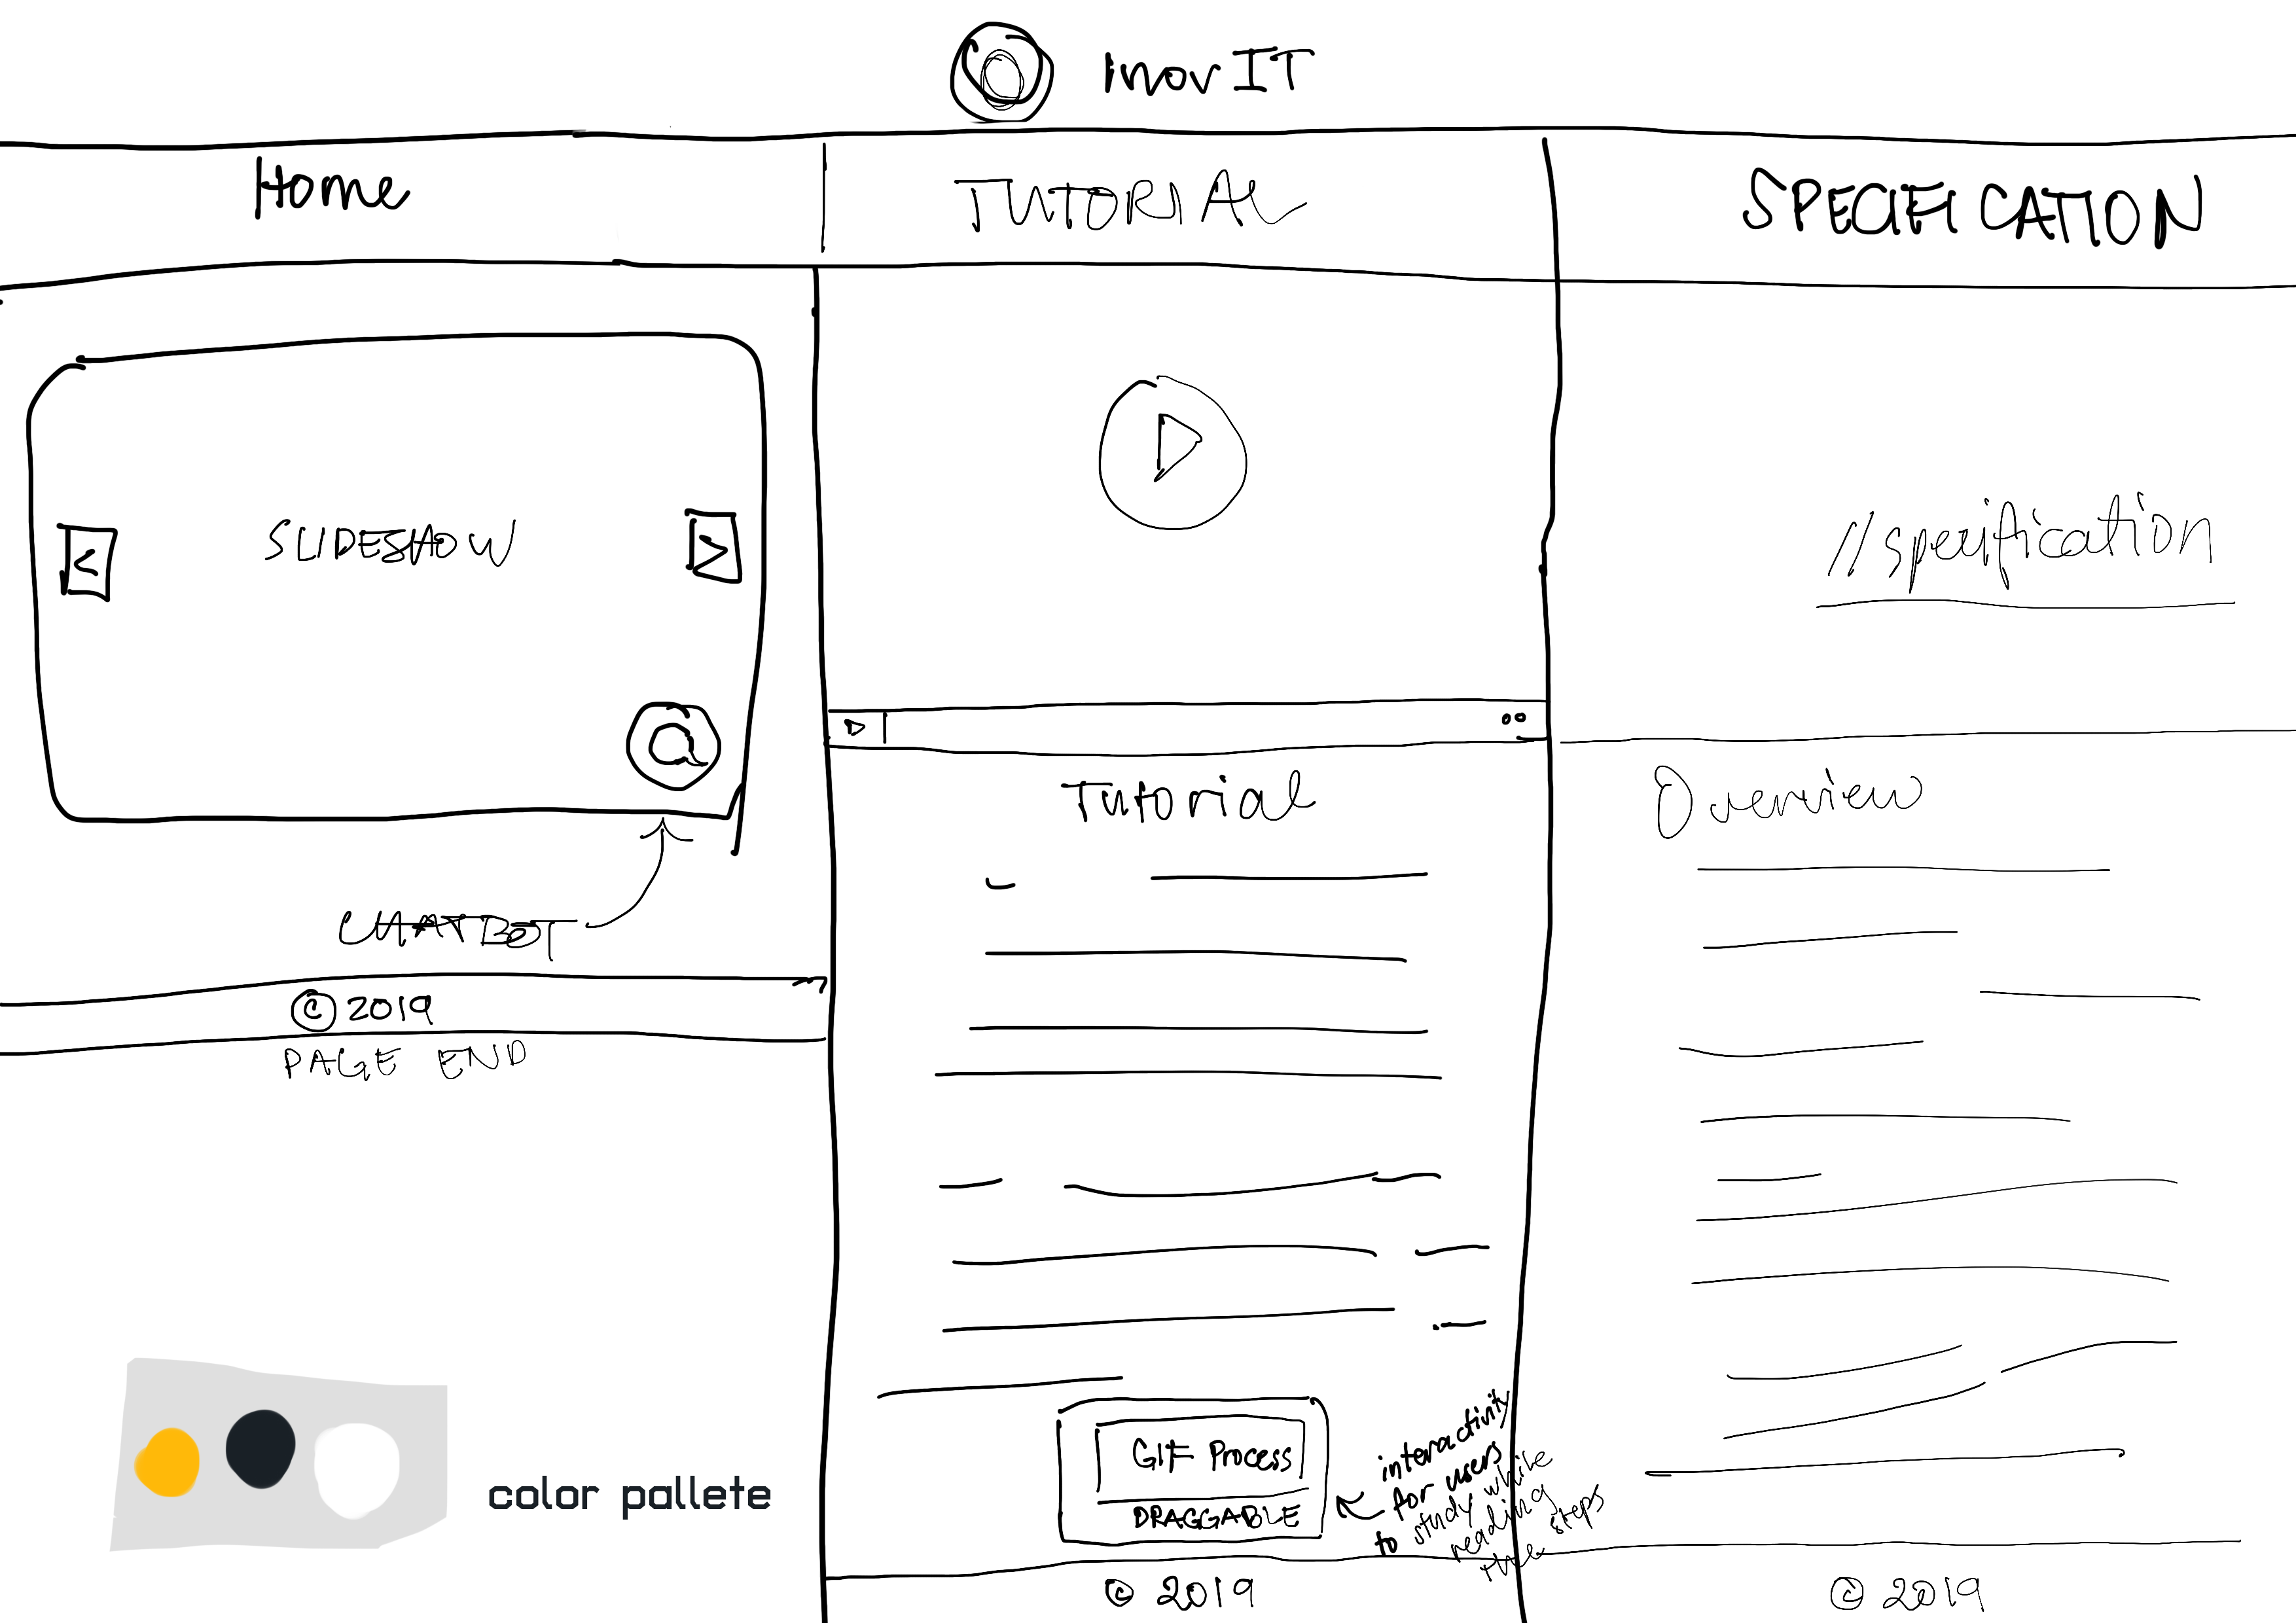 inovIT
Home
TUTORIAL
SPECIFICATION
<
SLIDESHOW
>
CHATBOT
© 2019
PAGE END
color pallete
Tutorial
GIF Process
DRAGGABLE
interactivity
for users
to study while
reading
the steps
© 2019
//specification
Overview
© 2019